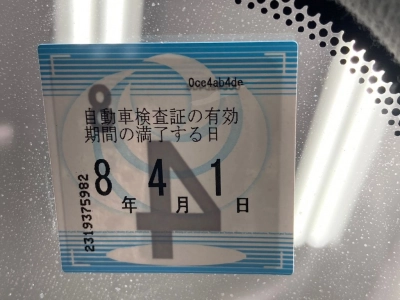 0cc4ab4de
自動車検査証の有効
期間の満了する日
8年4月1日
2319375982